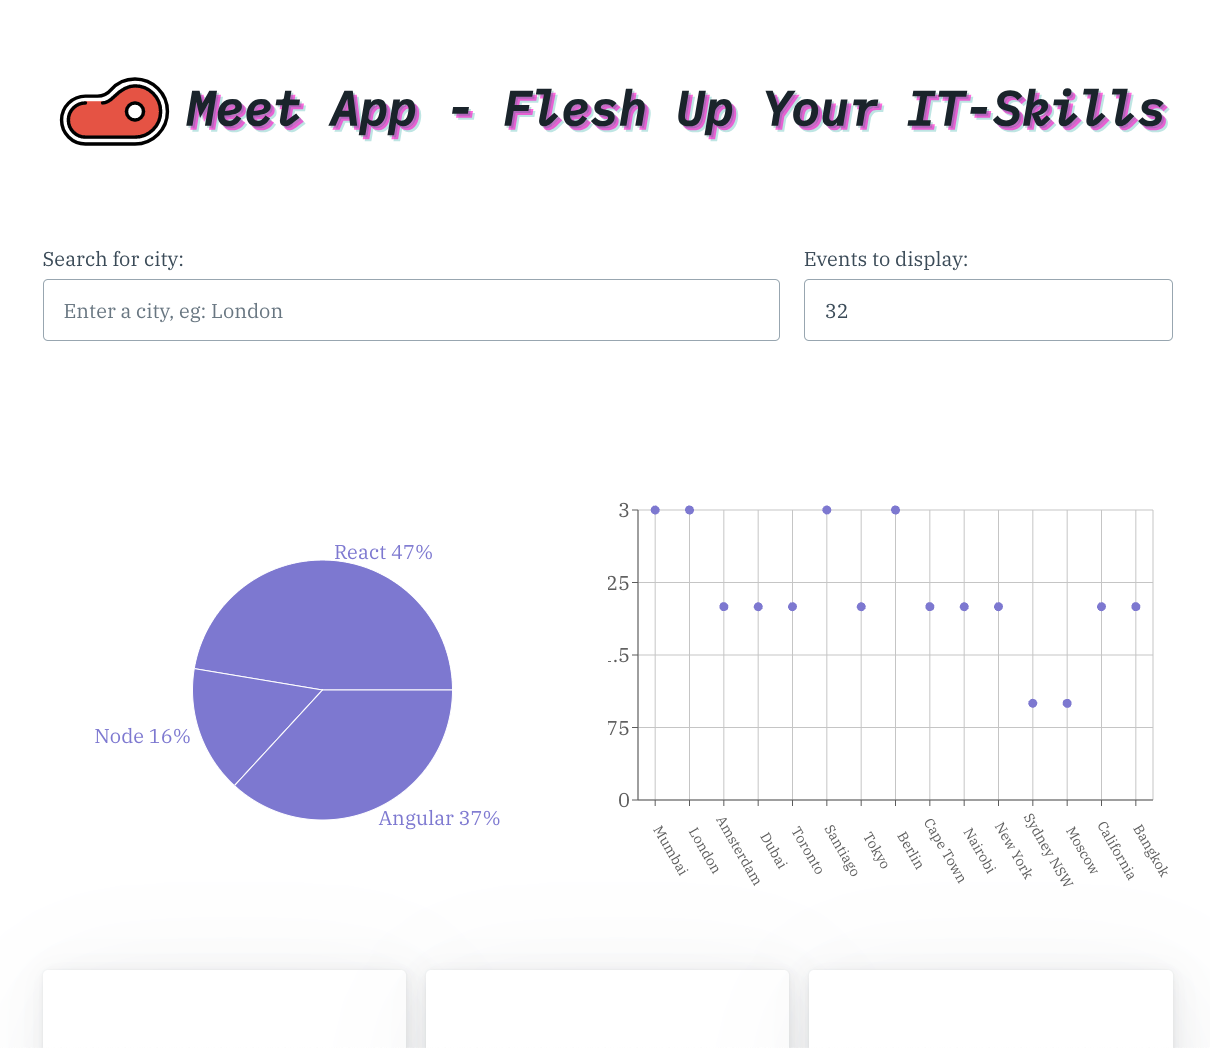 Meet App - Flesh Up Your IT-Skills
Search for city:
Events to display:
Enter a city, eg: London
32
React 47%
Node 16%
Angular 37%
3
25
.5
75
0
Mumbai
London
Amsterdam
Dubai
Toronto
Santiago
Tokyo
Berlin
Cape Town
Nairobi
New York
Sydney NSW
Moscow
California
Bangkok